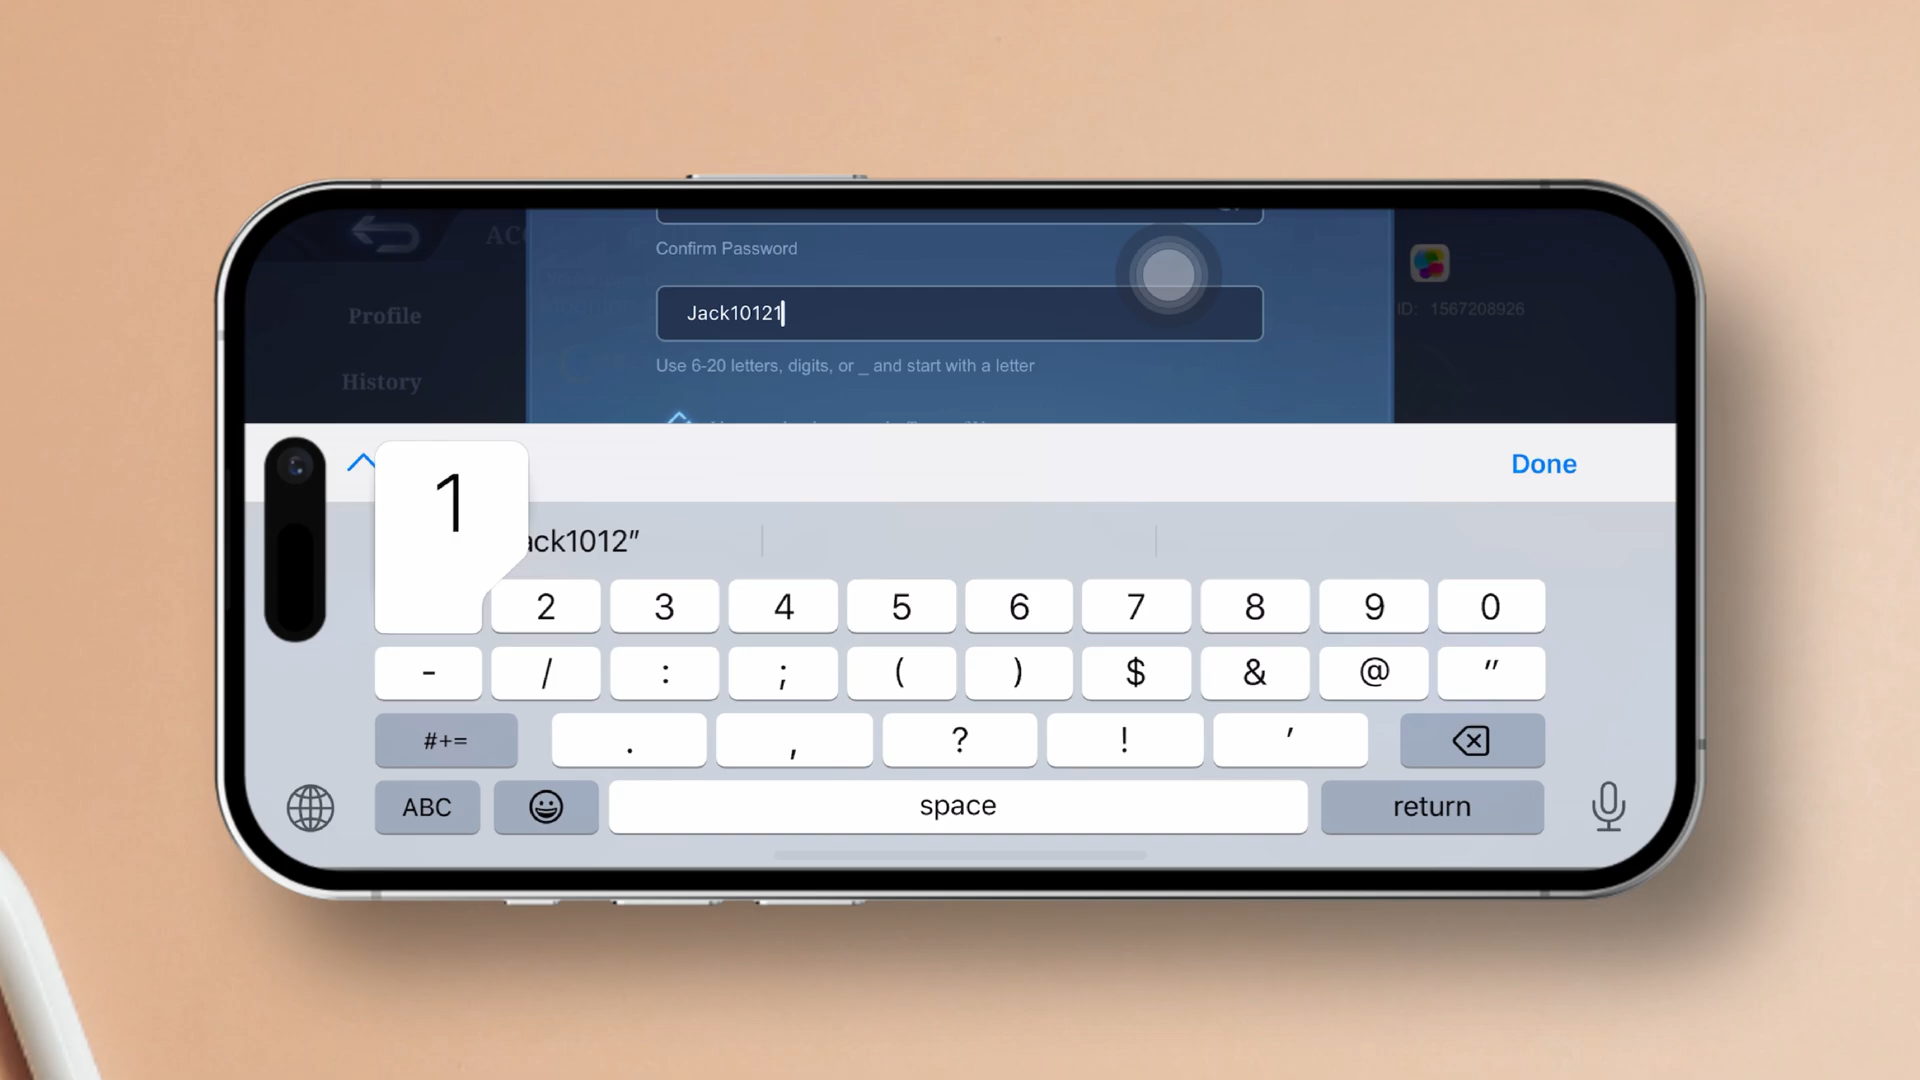 Confirm Password
Jack10121
ID: 1567208926
Profile
Use 6-20 letters, digits, or _ and start with a letter
History
Done
1
ack1012"
2 3 4 5 6 7 8 9 0
- / : ; ( ) $ & @ "
#+= . , ? ! '
ABC space return